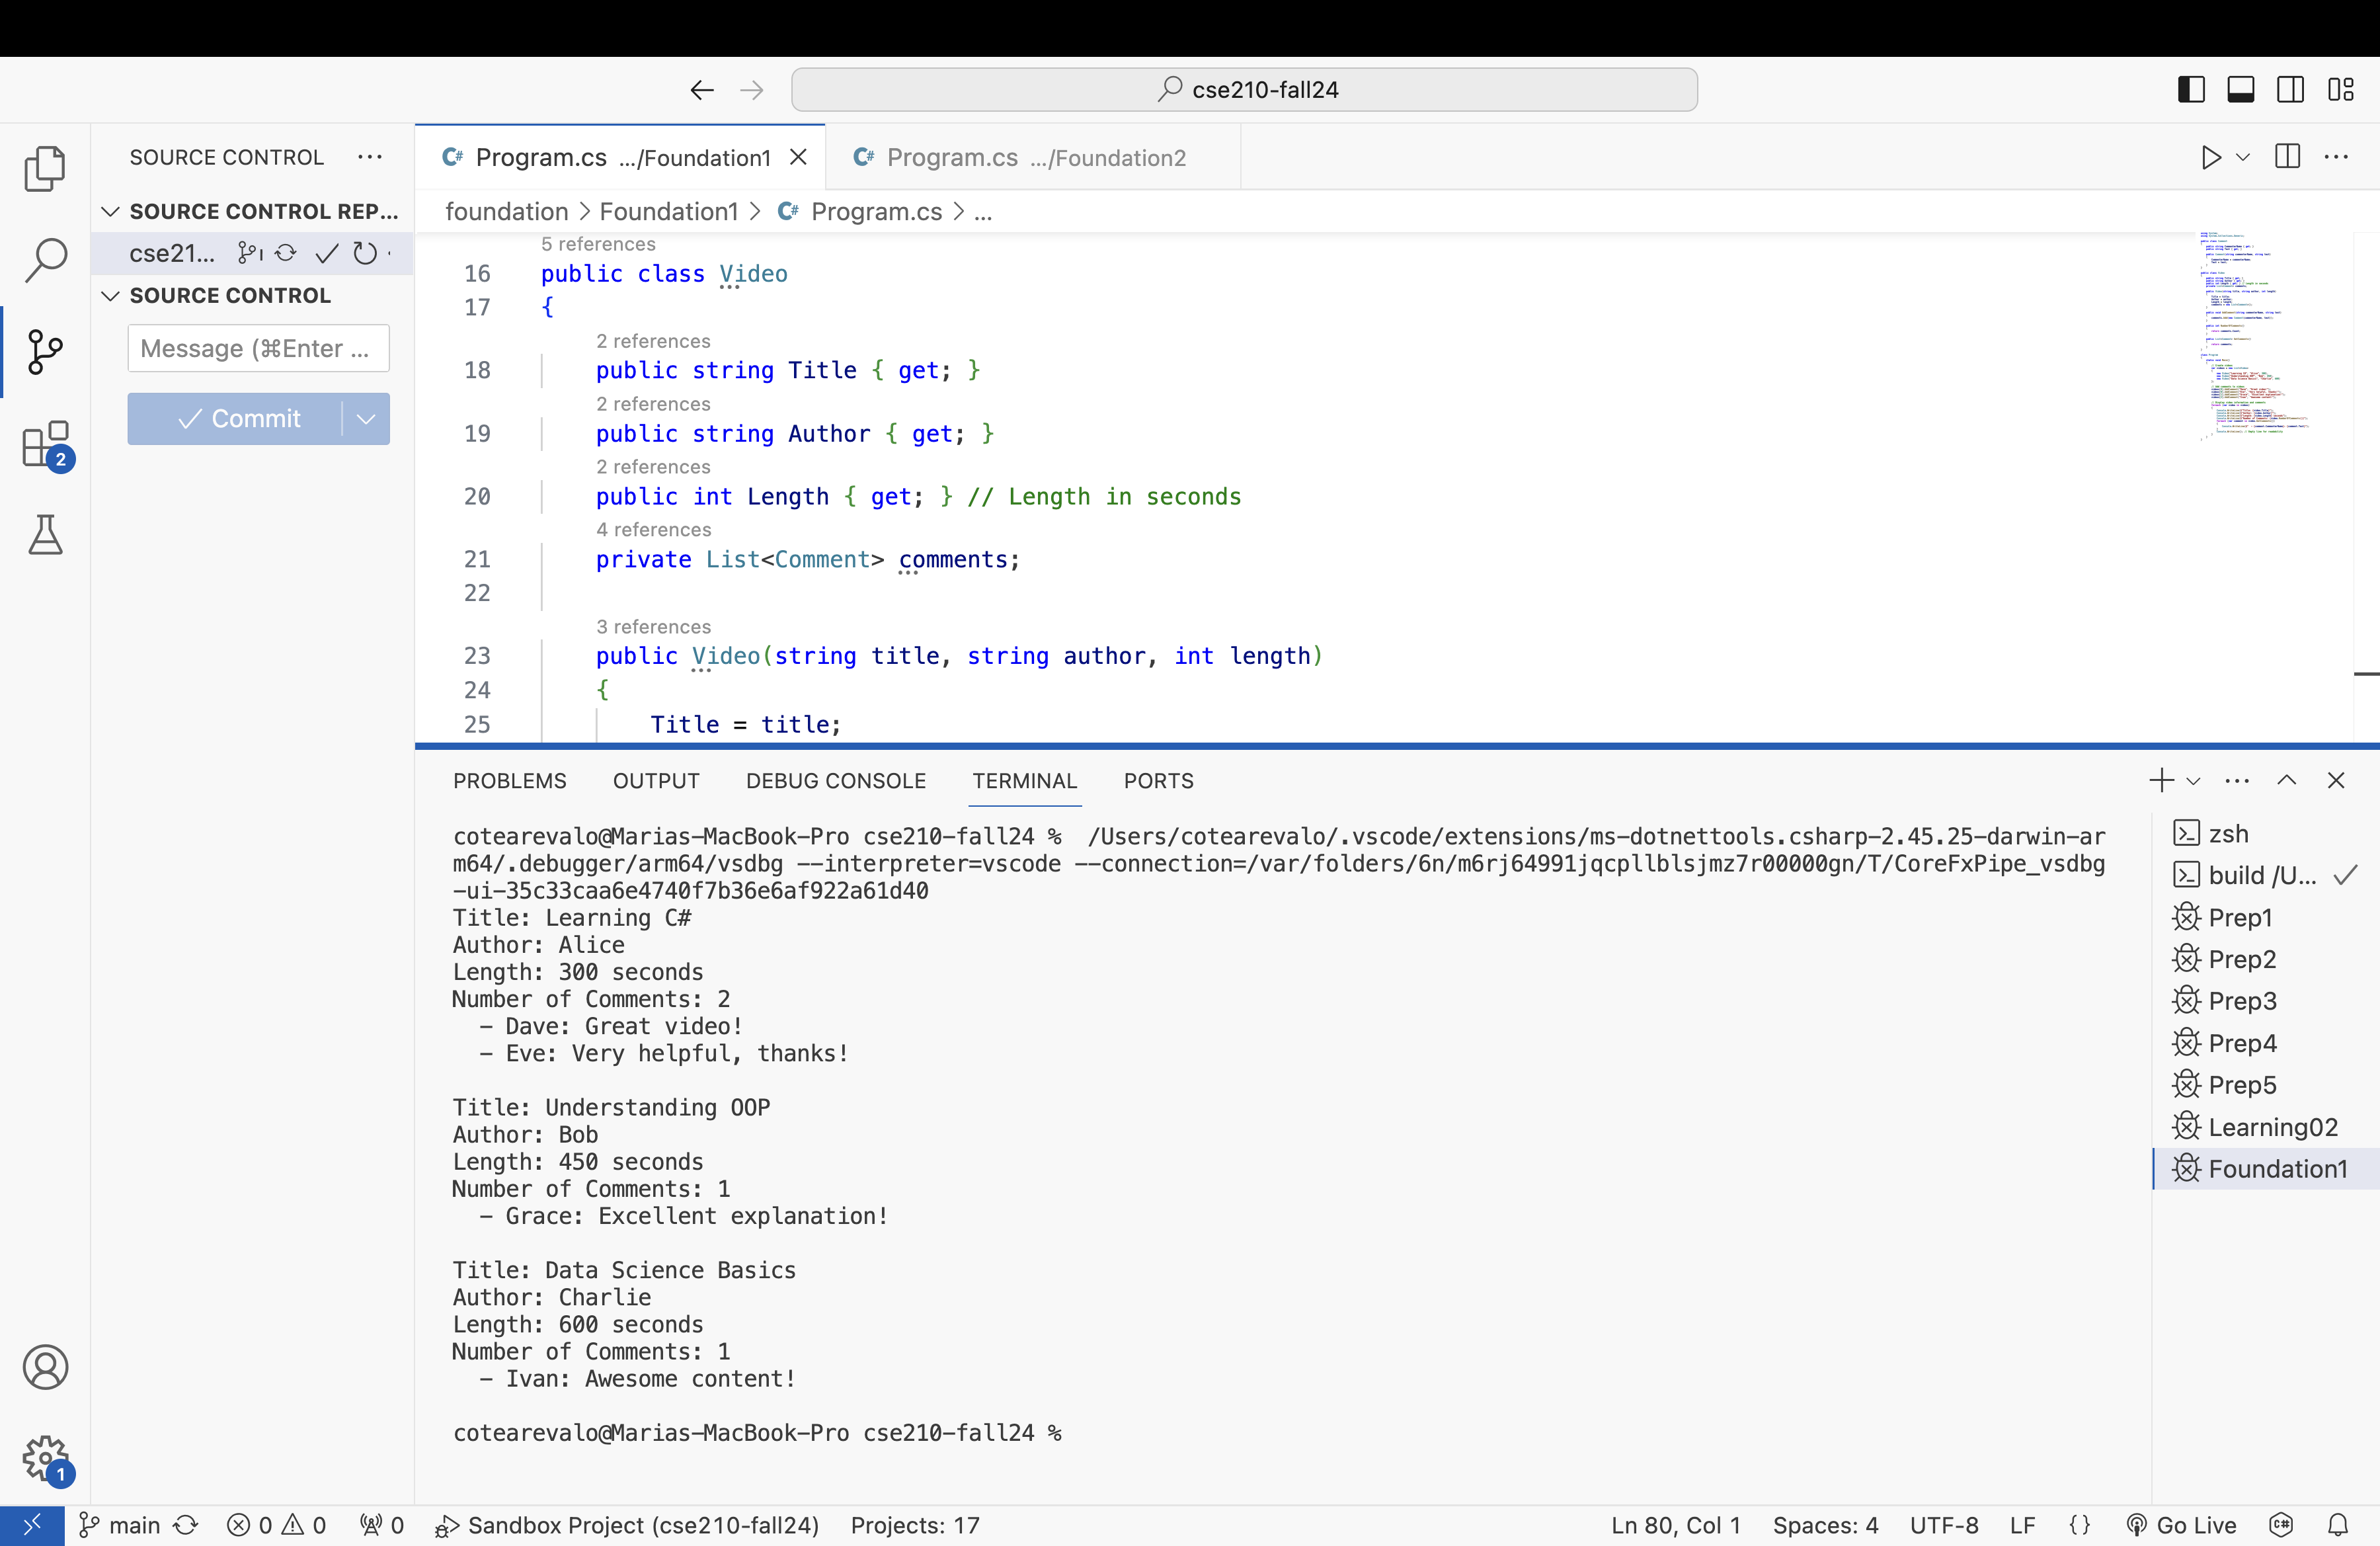 cse210-fall24
SOURCE CONTROL
SOURCE CONTROL REP...
cse21...
SOURCE CONTROL
Message (⌘Enter ...
Commit
2
1
C# Program.cs .../Foundation1
C# Program.cs .../Foundation2
foundation > Foundation1 > C# Program.cs > ...
5 references
16 public class Video
17 {
2 references
18 public string Title { get; }
2 references
19 public string Author { get; }
2 references
20 public int Length { get; } // Length in seconds
4 references
21 private List<Comment> comments;
22
3 references
23 public Video(string title, string author, int length)
24 {
25 Title = title;
PROBLEMS OUTPUT DEBUG CONSOLE TERMINAL PORTS
cotearevalo@Marias-MacBook-Pro cse210-fall24 %  /Users/cotearevalo/.vscode/extensions/ms-dotnettools.csharp-2.45.25-darwin-ar
m64/.debugger/arm64/vsdbg --interpreter=vscode --connection=/var/folders/6n/m6rj64991jqcpllblsjmz7r00000gn/T/CoreFxPipe_vsdbg
-ui-35c33caa6e4740f7b36e6af922a61d40
Title: Learning C#
Author: Alice
Length: 300 seconds
Number of Comments: 2
- Dave: Great video!
- Eve: Very helpful, thanks!
Title: Understanding OOP
Author: Bob
Length: 450 seconds
Number of Comments: 1
- Grace: Excellent explanation!
Title: Data Science Basics
Author: Charlie
Length: 600 seconds
Number of Comments: 1
- Ivan: Awesome content!
cotearevalo@Marias-MacBook-Pro cse210-fall24 %
zsh
build /U...
Prep1
Prep2
Prep3
Prep4
Prep5
Learning02
Foundation1
main 0 0 0 Sandbox Project (cse210-fall24) Projects: 17 Ln 80, Col 1 Spaces: 4 UTF-8 LF {} Go Live